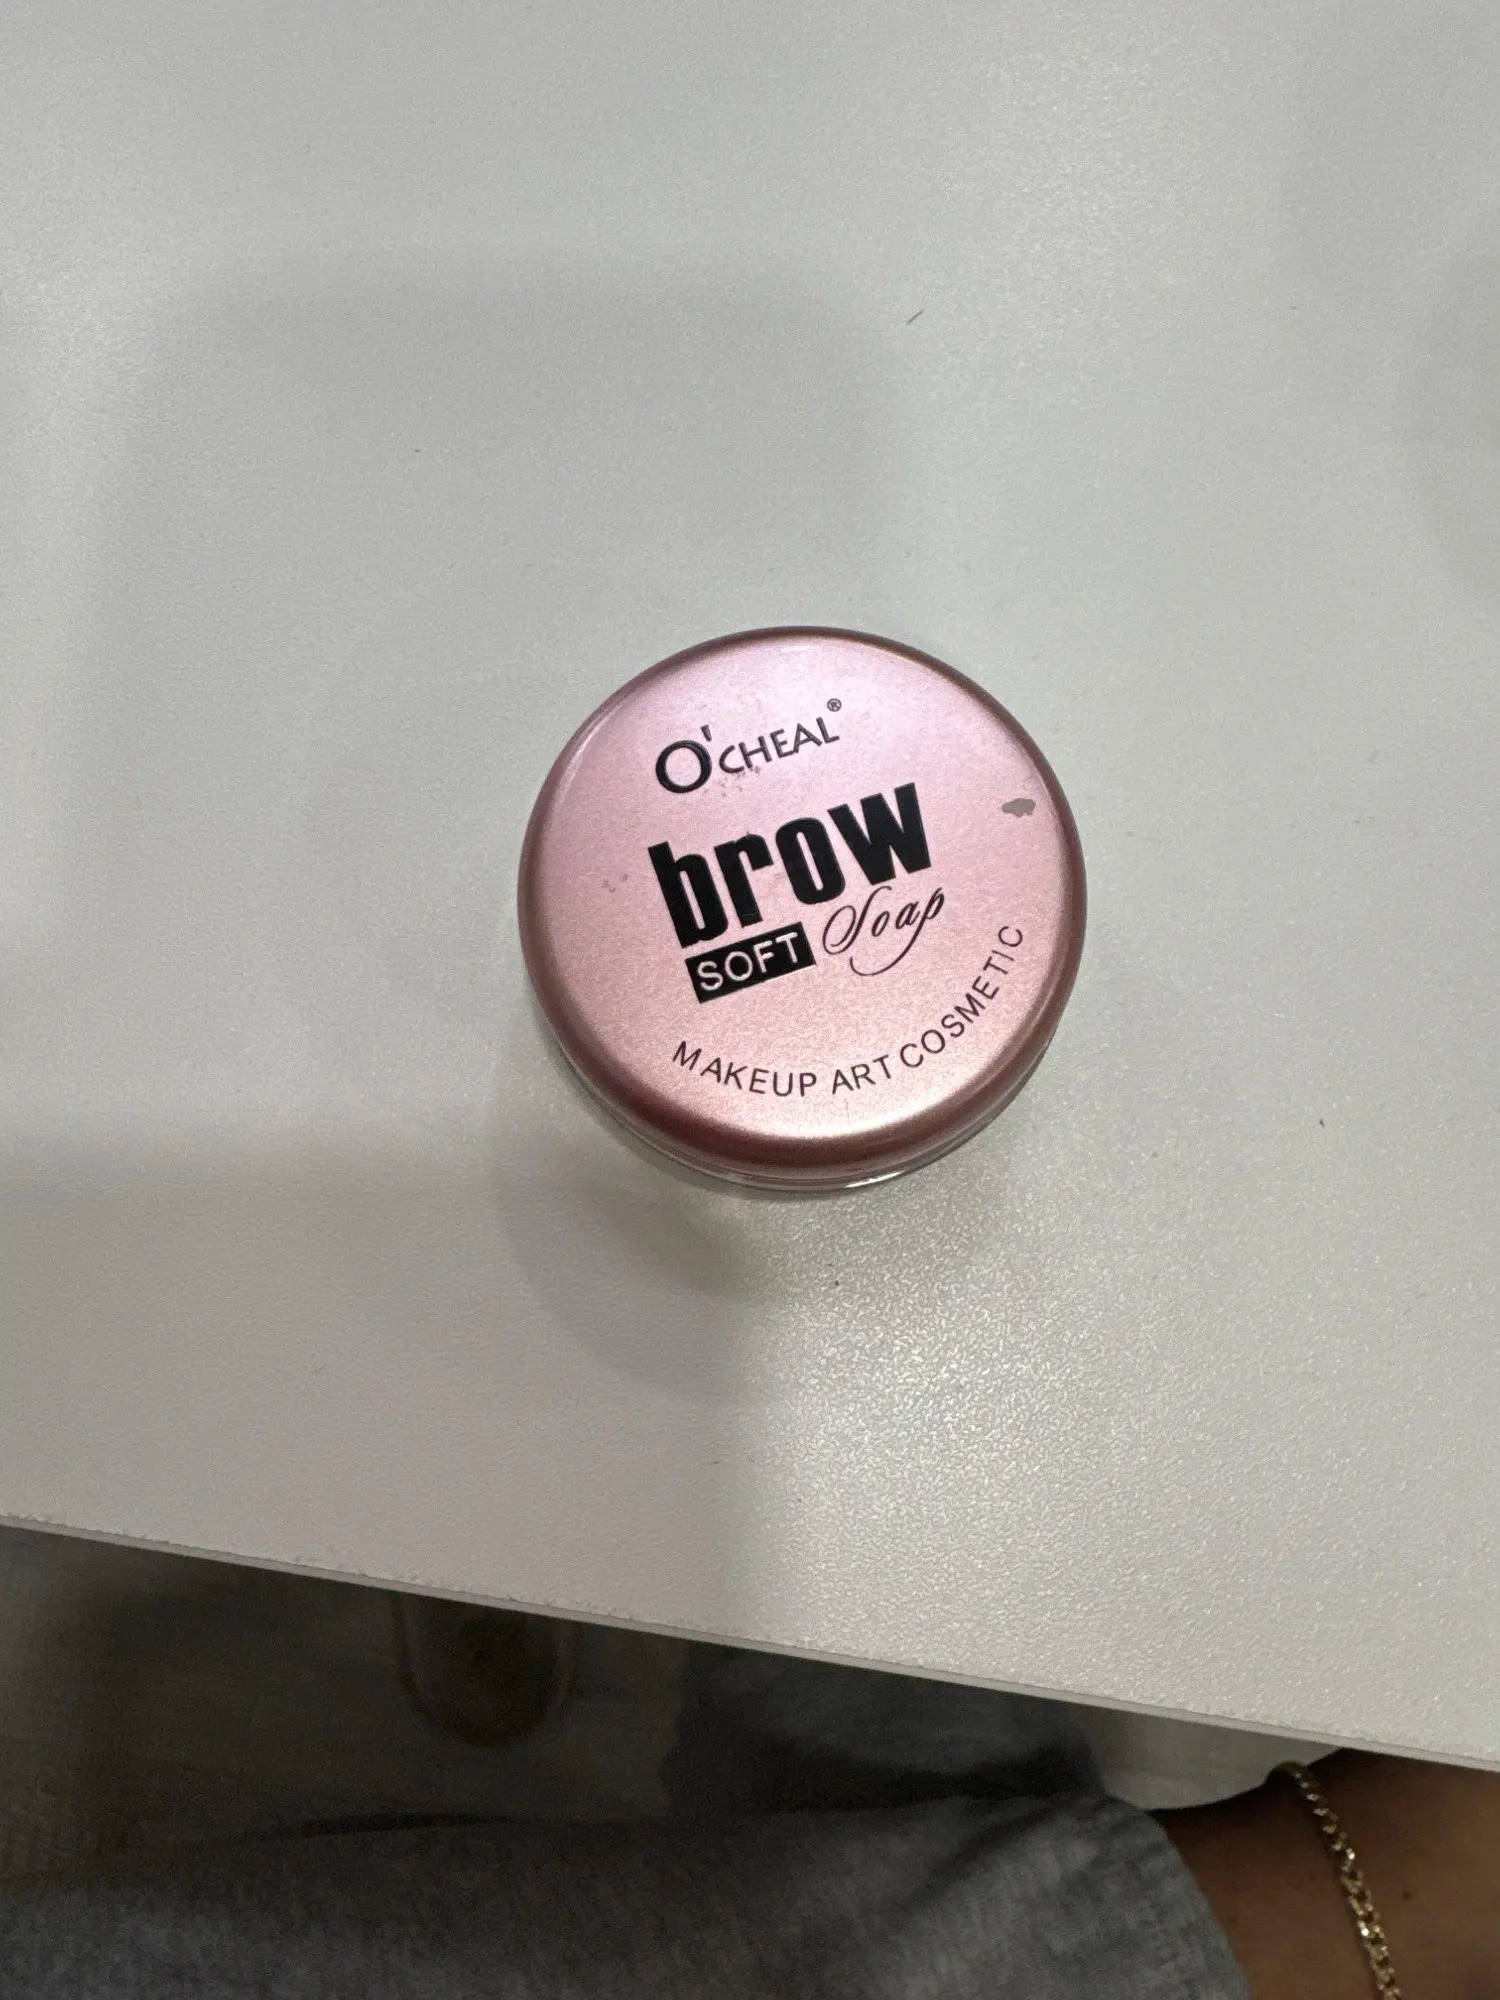 O'CHEAL®
brow
SOFT Soap
MAKEUP ART COSMETIC